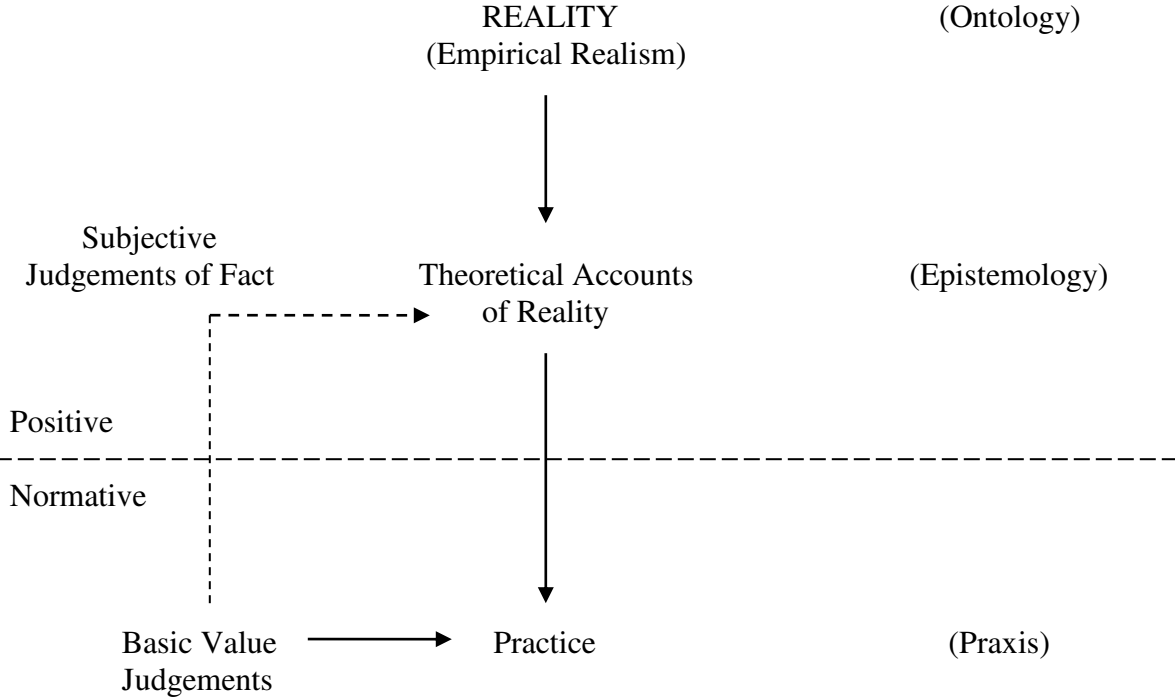 REALITY
(Empirical Realism)
(Ontology)
Subjective
Judgements of Fact
Theoretical Accounts
of Reality
(Epistemology)
Positive
Normative
Basic Value
Judgements
Practice
(Praxis)